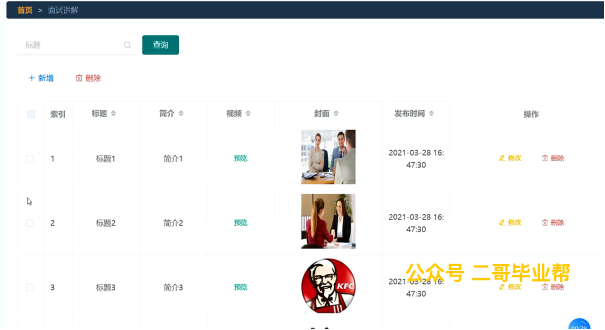 首页 > 面试讲解
标题
查询
+ 新增
删除
索引 标题 简介 视频 封面 发布时间 操作
1 标题1 简介1 预览 2021-03-28 16:47:30 修改 删除
2 标题2 简介2 预览 2021-03-28 16:47:30 修改 删除
3 标题3 简介3 预览 KFC 2021-03-28 16:47:30 修改 删除
公众号 二哥毕业帮